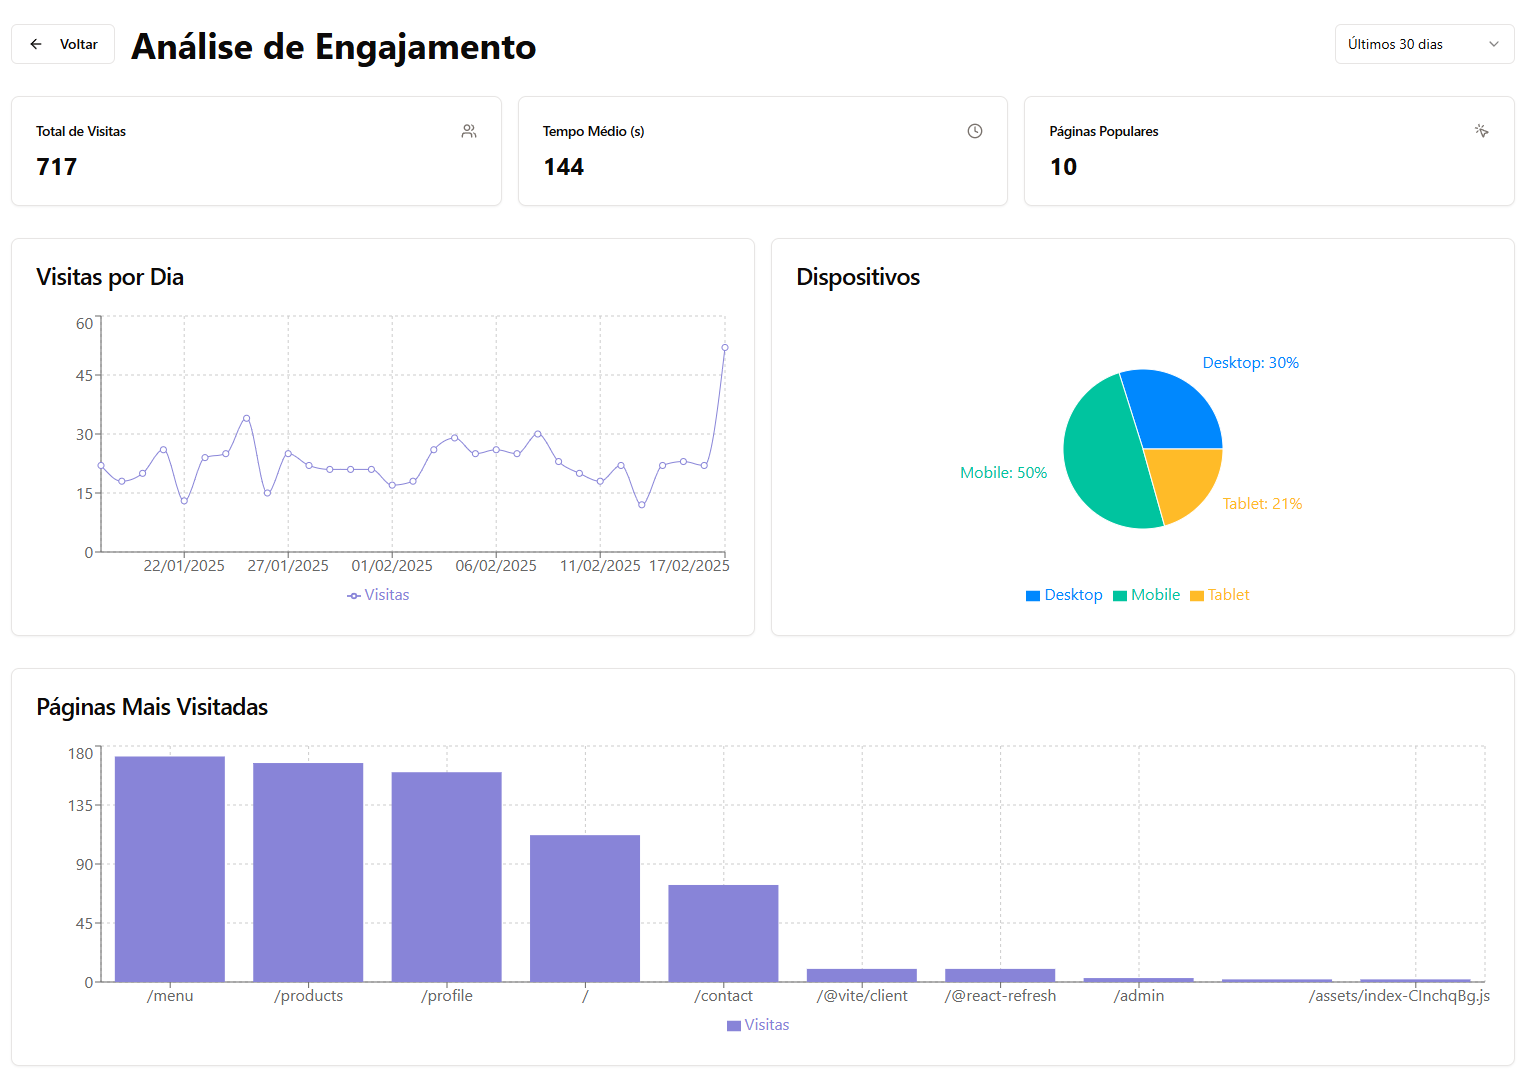 Voltar
Análise de Engajamento
Últimos 30 dias
Total de Visitas
717
Tempo Médio (s)
144
Páginas Populares
10
Visitas por Dia
60
45
30
15
0
22/01/2025 27/01/2025 01/02/2025 06/02/2025 11/02/2025 17/02/2025
Visitas
Dispositivos
Desktop: 30%
Mobile: 50%
Tablet: 21%
Desktop Mobile Tablet
Páginas Mais Visitadas
180
135
90
45
0
/menu /products /profile / /contact /@vite/client /@react-refresh /admin /assets/index-CInchqBg.js
Visitas